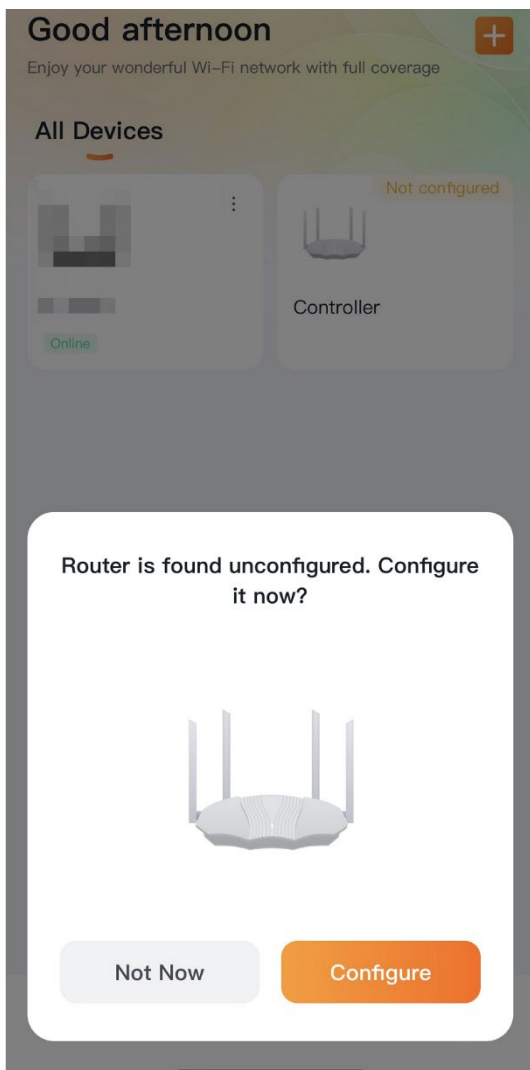 Good afternoon
Enjoy your wonderful Wi-Fi network with full coverage
All Devices
Not configured
Controller
Online
Router is found unconfigured. Configure
it now?
Not Now
Configure